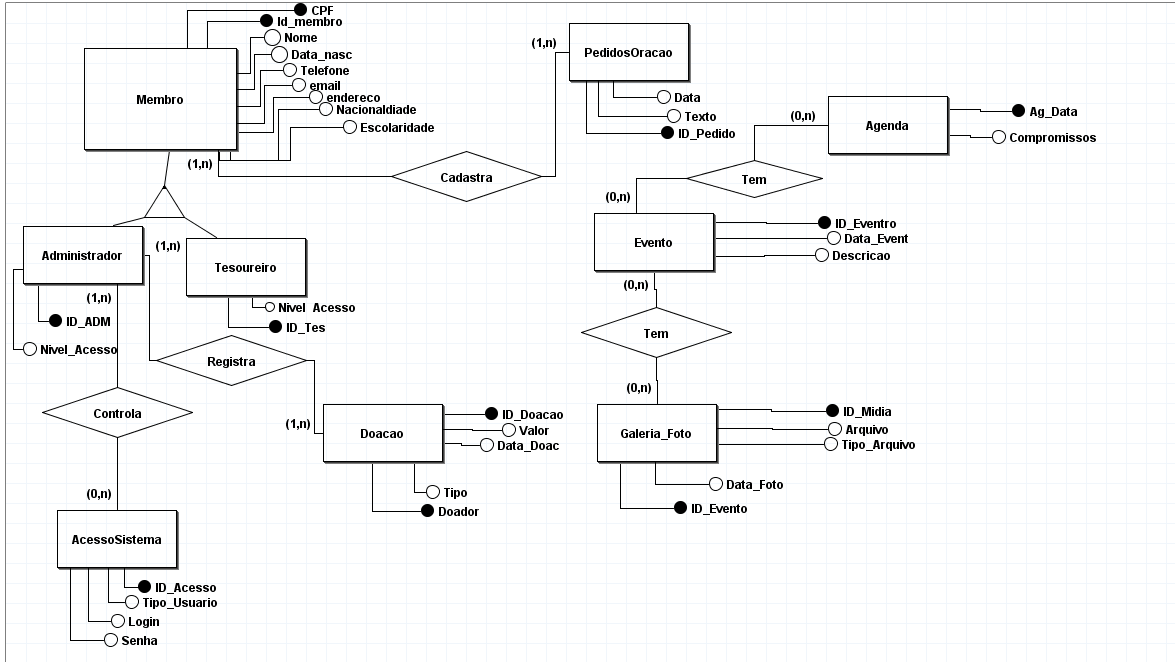 CPF
Id_membro
Nome
Data_nasc
Telefone
email
endereco
Nacionaldiade
Escolaridade
Membro
(1,n)
Cadastra
(1,n)
PedidosOracao
Data
Texto
ID_Pedido
(0,n)
Agenda
Ag_Data
Compromissos
Tem
(0,n)
Evento
ID_Eventro
Data_Event
Descricao
(0,n)
Tem
(0,n)
Galeria_Foto
ID_Midia
Arquivo
Tipo_Arquivo
Data_Foto
ID_Evento
Administrador
(1,n)
(1,n)
ID_ADM
Nivel_Acesso
Tesoureiro
Nivel_Acesso
ID_Tes
Registra
(1,n)
Doacao
ID_Doacao
Valor
Data_Doac
Tipo
Doador
Controla
(0,n)
AcessoSistema
ID_Acesso
Tipo_Usuario
Login
Senha